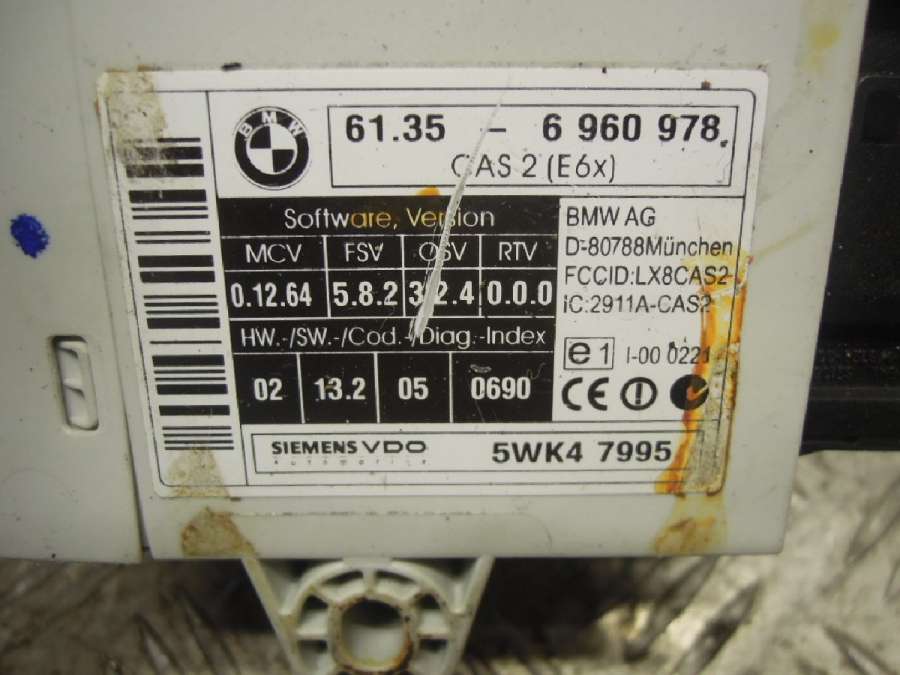 BMW
61.35 - 6 960 978
CAS 2 (E6x)
Software, Version
MCV FSV OSV RTV
0.12.64 5.8.2 3.2.4 0.0.0
HW.-/SW.-/Cod.-/Diag.-Index
02 13.2 05 0690
BMW AG
D-80788München
FCCID:LX8CAS2
IC:2911A-CAS2
e1 I-00 0221
CE
SIEMENS VDO
Automotive
5WK4 7995